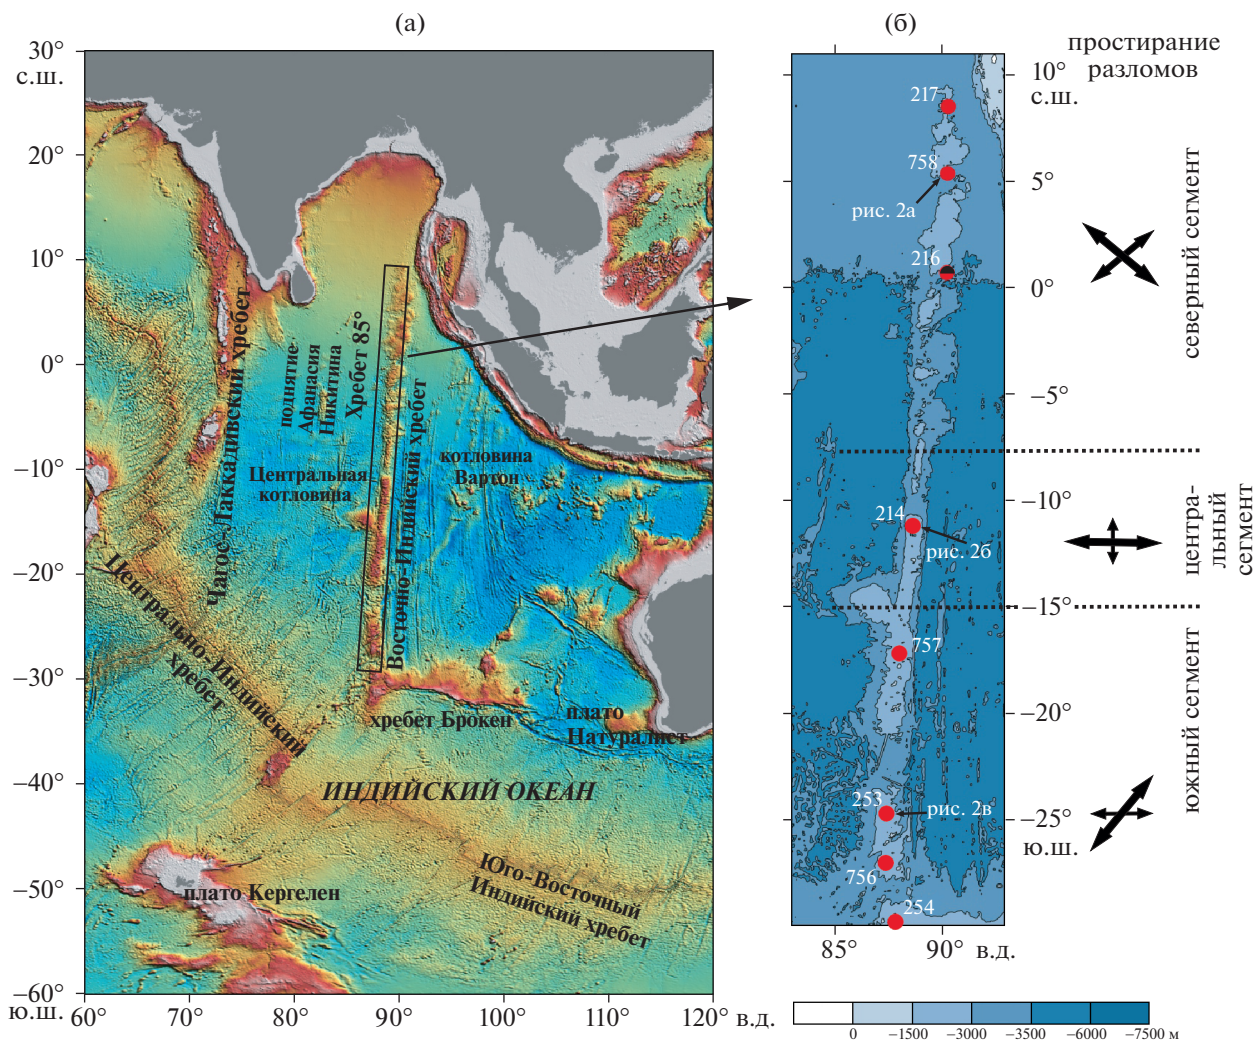 (а)
30°
с.ш.
20°
10°
0°
−10°
−20°
−30°
−40°
−50°
−60°
ю.ш.
60°
70°
80°
90°
100°
110°
120°
в.д.
Чагос-Лаккадивский хребет
поднятие
Афанасия
Никитина
Хребет 85°
Восточно-Индийский хребет
котловина
Вартон
Центральная
котловина
Центрально-Индийский
хребет
хребет Брокен
плато
Натуралист
ИНДИЙСКИЙ ОКЕАН
Юго-Восточный
Индийский хребет
плато Кергелен
(б)
217
758
рис. 2а
216
214
рис. 2б
757
253
рис. 2в
756
254
10°
с.ш.
5°
0°
−5°
−10°
−15°
−20°
−25°
ю.ш.
85°
90°
в.д.
простирание
разломов
северный сегмент
централ-
ьный
сегмент
южный сегмент
0
−1500
−3000
−3500
−6000
−7500 м